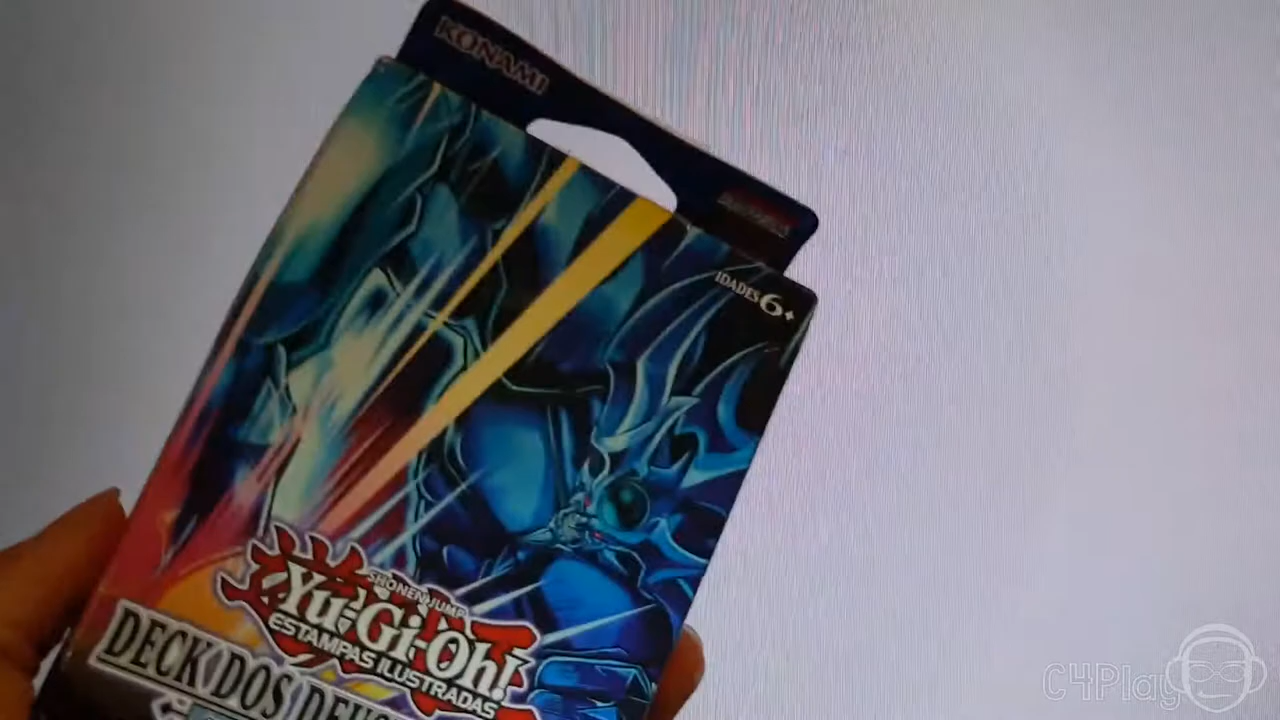 KONAMI
IDADES 6+
SHONEN JUMP
Yu-Gi-Oh!
ESTAMPAS ILUSTRADAS
DECK DOS
C4Play